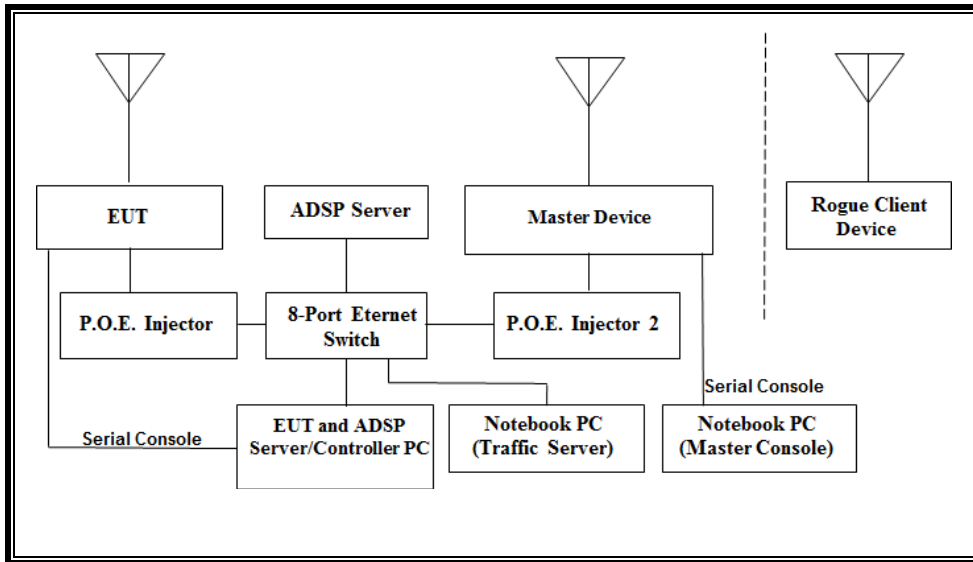 EUT
ADSP Server
Master Device
Rogue Client
Device
P.O.E. Injector
8-Port Eternet
Switch
P.O.E. Injector 2
Serial Console
EUT and ADSP
Server/Controller PC
Notebook PC
(Traffic Server)
Serial Console
Notebook PC
(Master Console)